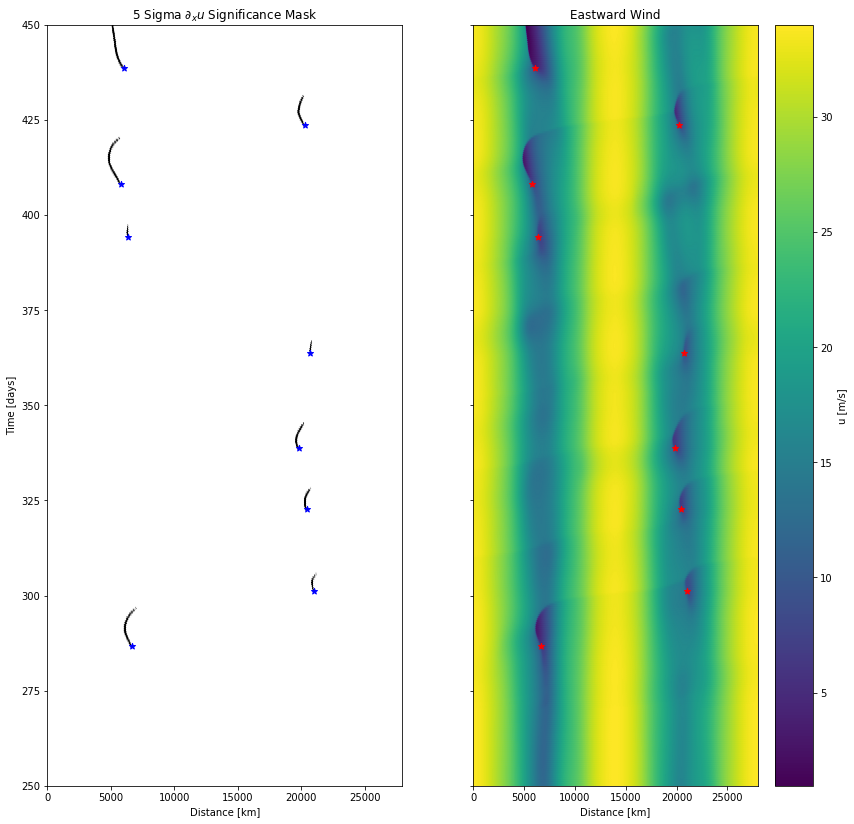 5 Sigma ∂ₓu Significance Mask
Eastward Wind
450
425
400
375
350
325
300
275
250
Time [days]
0 5000 10000 15000 20000 25000
Distance [km]
0 5000 10000 15000 20000 25000
Distance [km]
30
25
20
15
10
5
u [m/s]